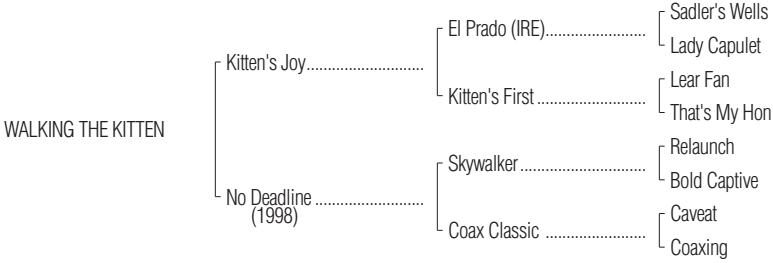 Sadler's Wells
El Prado (IRE)........................
Lady Capulet
Kitten's Joy............................
Lear Fan
Kitten's First ..........................
That's My Hon
WALKING THE KITTEN
Relaunch
Skywalker..............................
Bold Captive
No Deadline ..........................
(1998)
Caveat
Coax Classic ........................
Coaxing